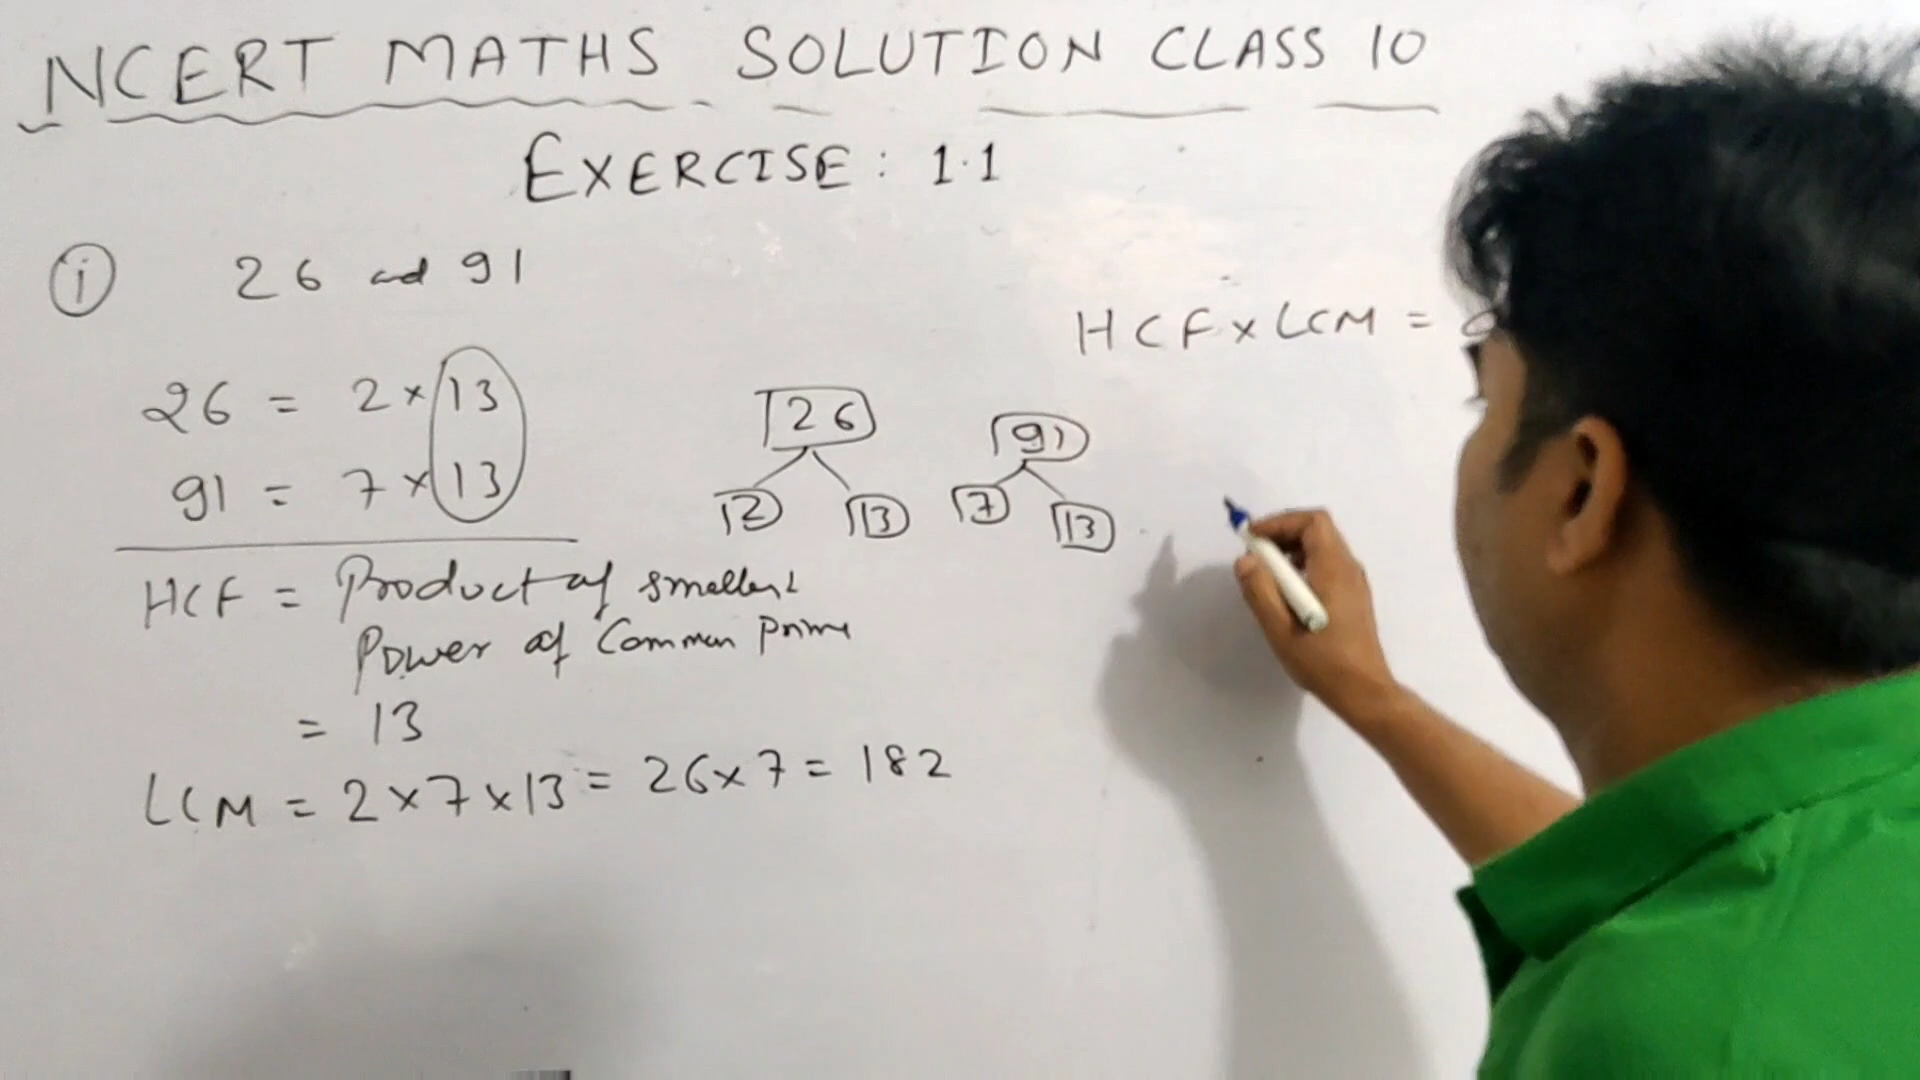 NCERT MATHS SOLUTION CLASS 10
EXERCISE : 1.1
(i) 26 and 91
26 = 2 × 13
91 = 7 × 13
HCF = Product of smallest
Power of Common Prime
= 13
LCM = 2 × 7 × 13 = 26 × 7 = 182
26
2 13
91
7 13
HCF × LCM =